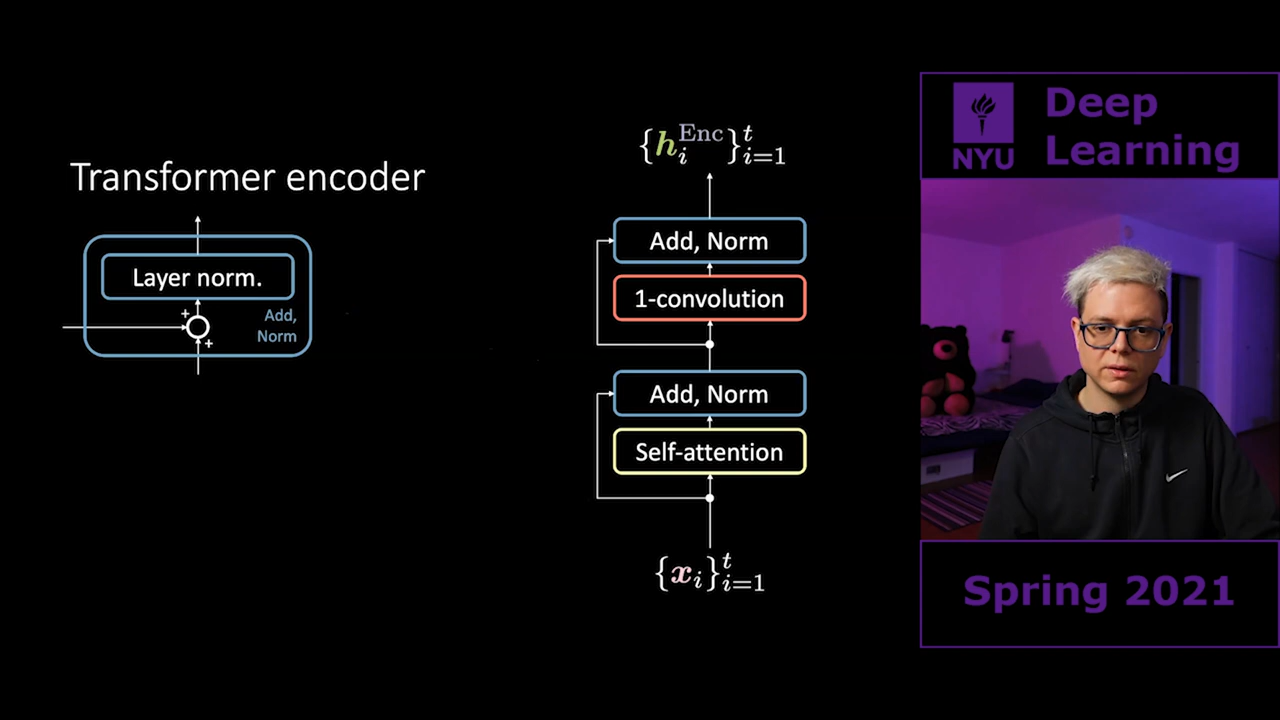 Transformer encoder
Layer norm.
+
+
Add,
Norm
{h_i^Enc}_{i=1}^t
Add, Norm
1-convolution
Add, Norm
Self-attention
{x_i}_{i=1}^t
NYU
Deep
Learning
Spring 2021